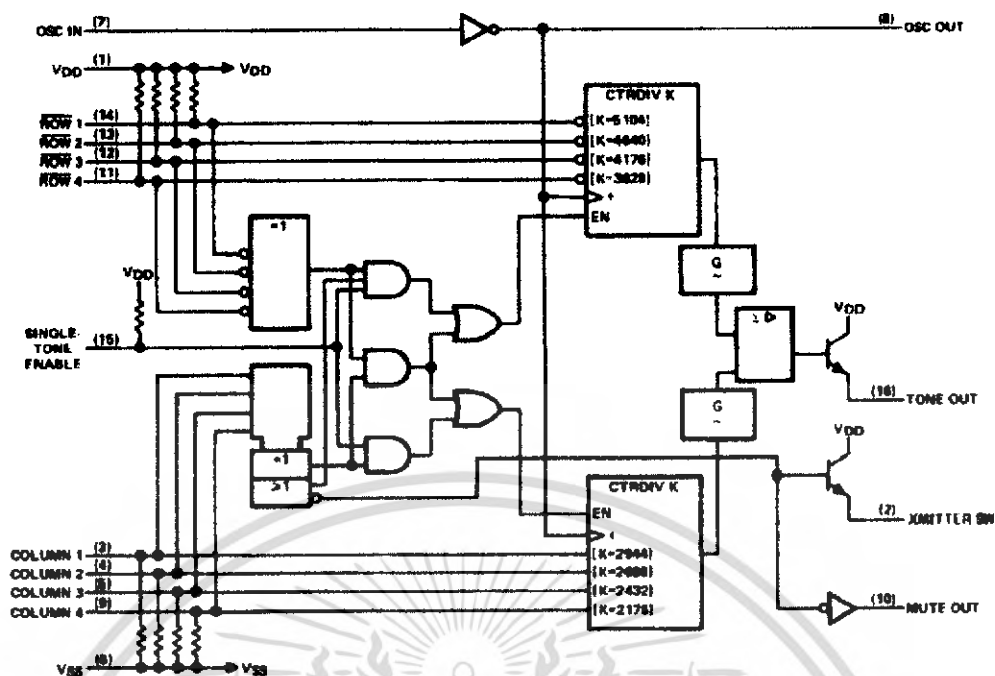 OSC IN (7)
(8) OSC OUT
VDD (1) VDD
CTRDIV K
ROW 1 (14)
[K=5104]
ROW 2 (13)
[K=4640]
ROW 3 (12)
[K=4176]
ROW 4 (11)
+
EN
=1
VDD
G
~
VDD
SINGLE-
TONE
ENABLE
(15)
(16) TONE OUT
G
~
VDD
=1
>1
CTRDIV K
EN
(2) XMITTER SW
COLUMN 1 (3)
[K=2944]
COLUMN 2 (4)
COLUMN 3 (5)
[K=2432]
COLUMN 4 (9)
[K=2176]
(10) MUTE OUT
VSS (6) VSS